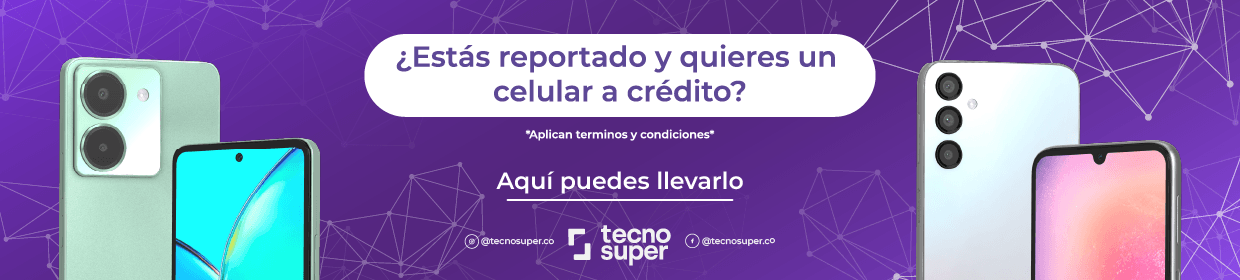 ¿Estás reportado y quieres un
celular a crédito?
*Aplican terminos y condiciones*
Aquí puedes llevarlo
@tecnosuper.co
tecno
super
@tecnosuper.co